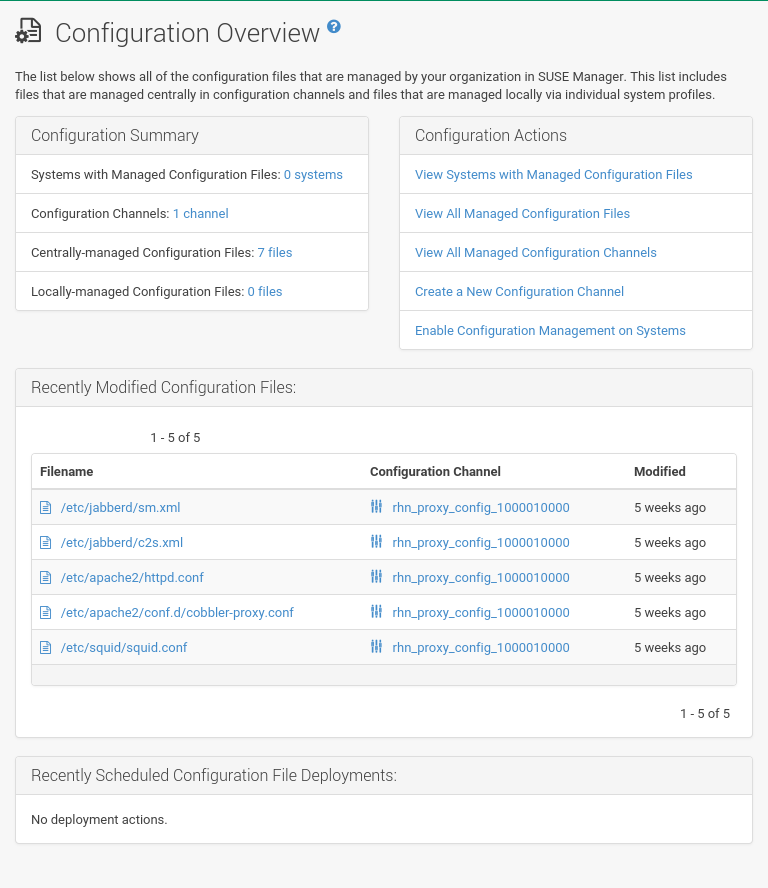 Configuration Overview ?
The list below shows all of the configuration files that are managed by your organization in SUSE Manager. This list includes
files that are managed centrally in configuration channels and files that are managed locally via individual system profiles.
Configuration Summary
Systems with Managed Configuration Files: 0 systems
Configuration Channels: 1 channel
Centrally-managed Configuration Files: 7 files
Locally-managed Configuration Files: 0 files
Configuration Actions
View Systems with Managed Configuration Files
View All Managed Configuration Files
View All Managed Configuration Channels
Create a New Configuration Channel
Enable Configuration Management on Systems
Recently Modified Configuration Files:
1 - 5 of 5
Filename Configuration Channel Modified
/etc/jabberd/sm.xml rhn_proxy_config_1000010000 5 weeks ago
/etc/jabberd/c2s.xml rhn_proxy_config_1000010000 5 weeks ago
/etc/apache2/httpd.conf rhn_proxy_config_1000010000 5 weeks ago
/etc/apache2/conf.d/cobbler-proxy.conf rhn_proxy_config_1000010000 5 weeks ago
/etc/squid/squid.conf rhn_proxy_config_1000010000 5 weeks ago
1 - 5 of 5
Recently Scheduled Configuration File Deployments:
No deployment actions.